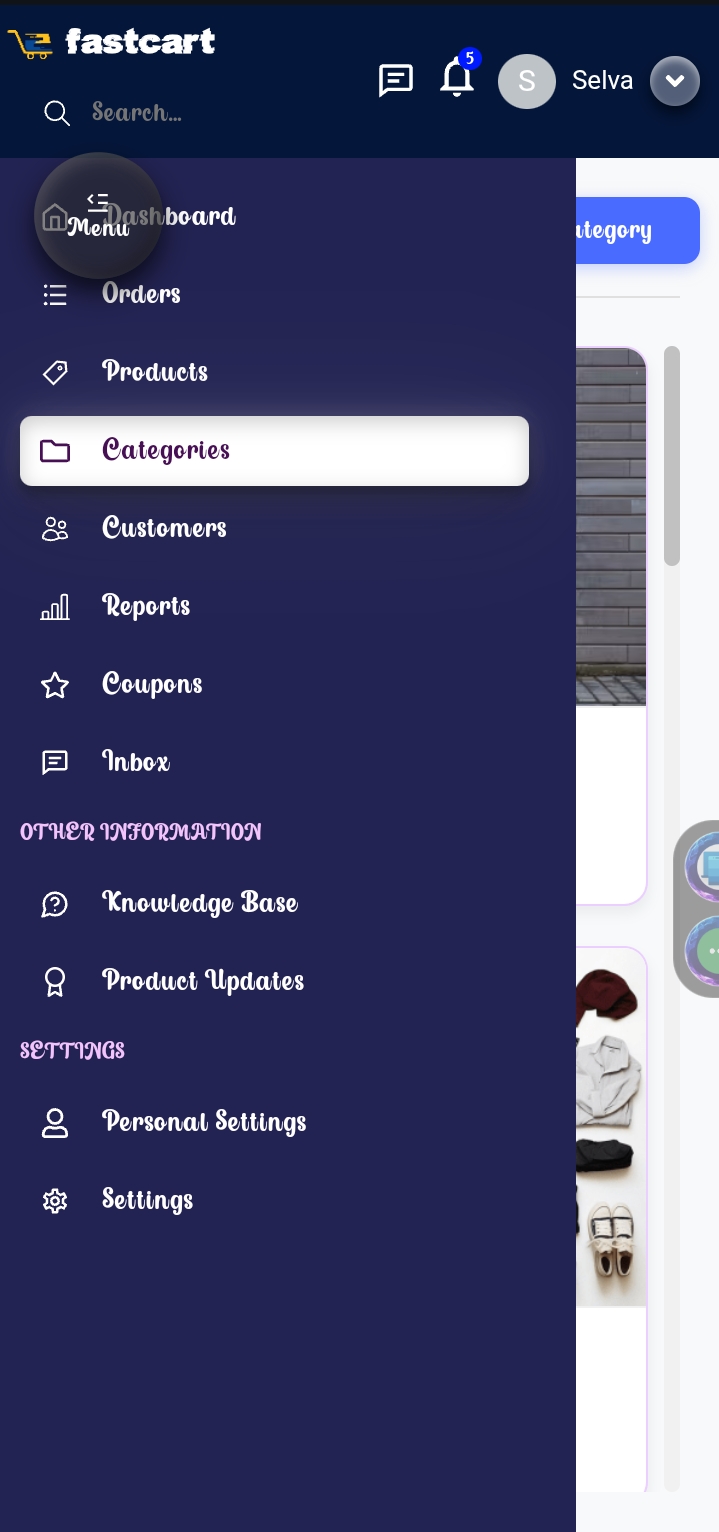 fastcart
5
S
Selva
Search...
Menu
Dashboard
ategory
Orders
Products
Categories
Customers
Reports
Coupons
Inbox
OTHER INFORMATION
Knowledge Base
Product Updates
SETTINGS
Personal Settings
Settings